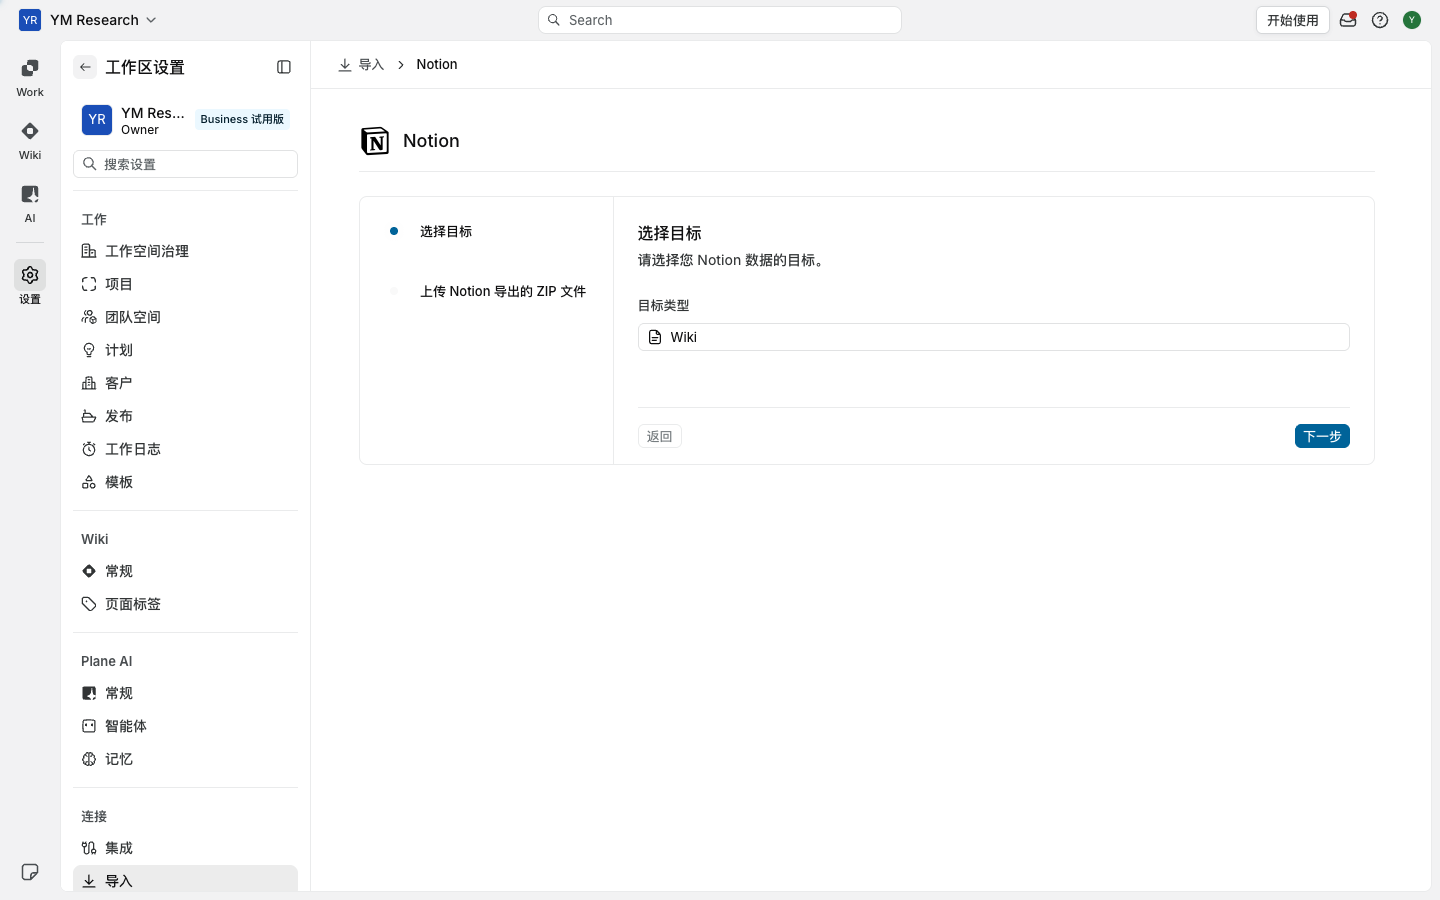 YR YM Research
Search
开始使用
Y
Work
Wiki
AI
设置
工作区设置
YR YM Res...
Owner
Business 试用版
搜索设置
工作
工作空间治理
项目
团队空间
计划
客户
发布
工作日志
模板
Wiki
常规
页面标签
Plane AI
常规
智能体
记忆
连接
集成
导入
导入 > Notion
Notion
选择目标
上传 Notion 导出的 ZIP 文件
选择目标
请选择您 Notion 数据的目标。
目标类型
Wiki
返回
下一步